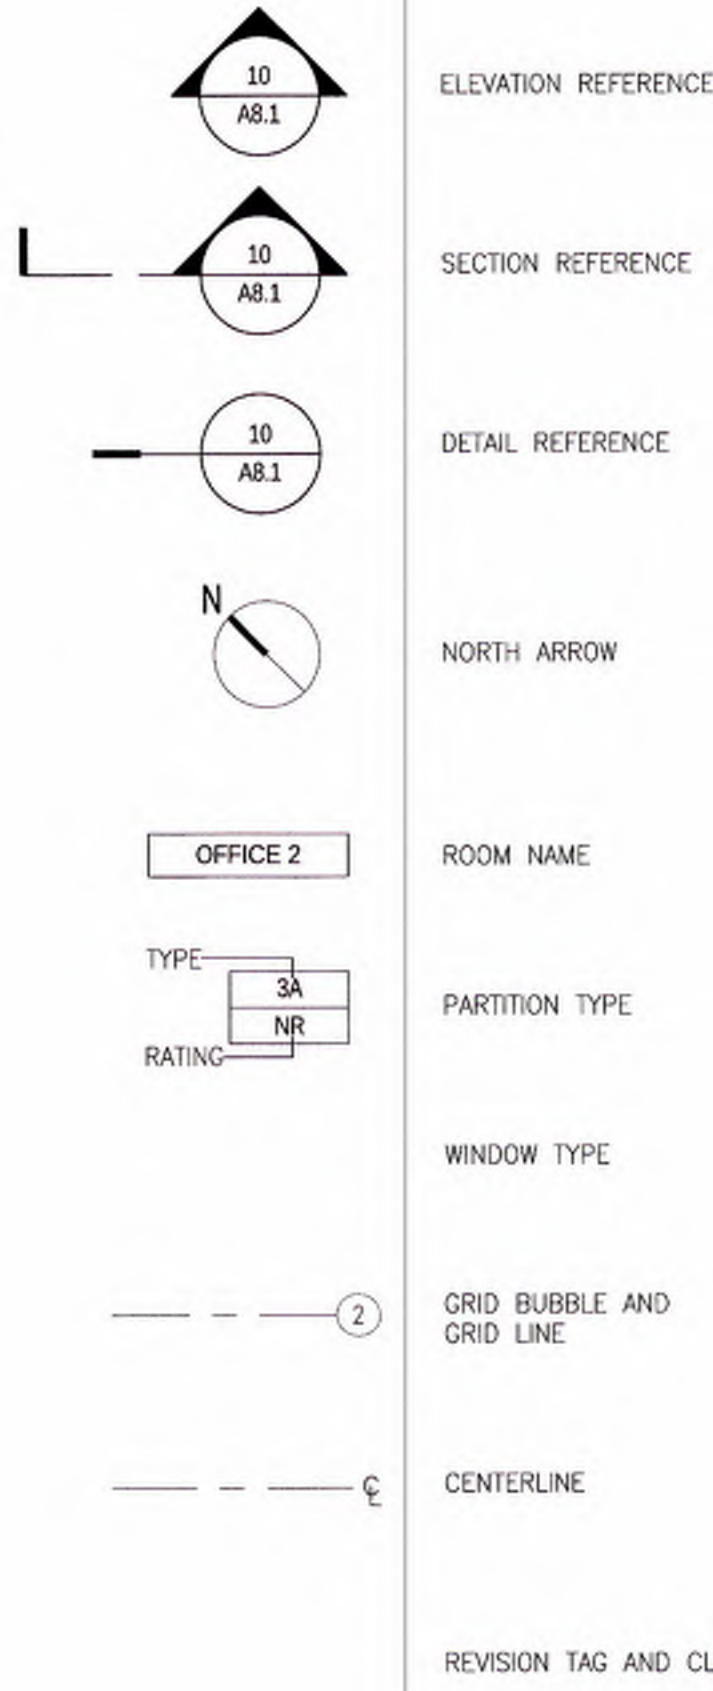 10
A8.1
ELEVATION REFERENCE
10
A8.1
SECTION REFERENCE
10
A8.1
DETAIL REFERENCE
N
NORTH ARROW
OFFICE 2
ROOM NAME
TYPE
3A
NR
RATING
PARTITION TYPE
WINDOW TYPE
2
GRID BUBBLE AND
GRID LINE
℄
CENTERLINE
REVISION TAG AND CL